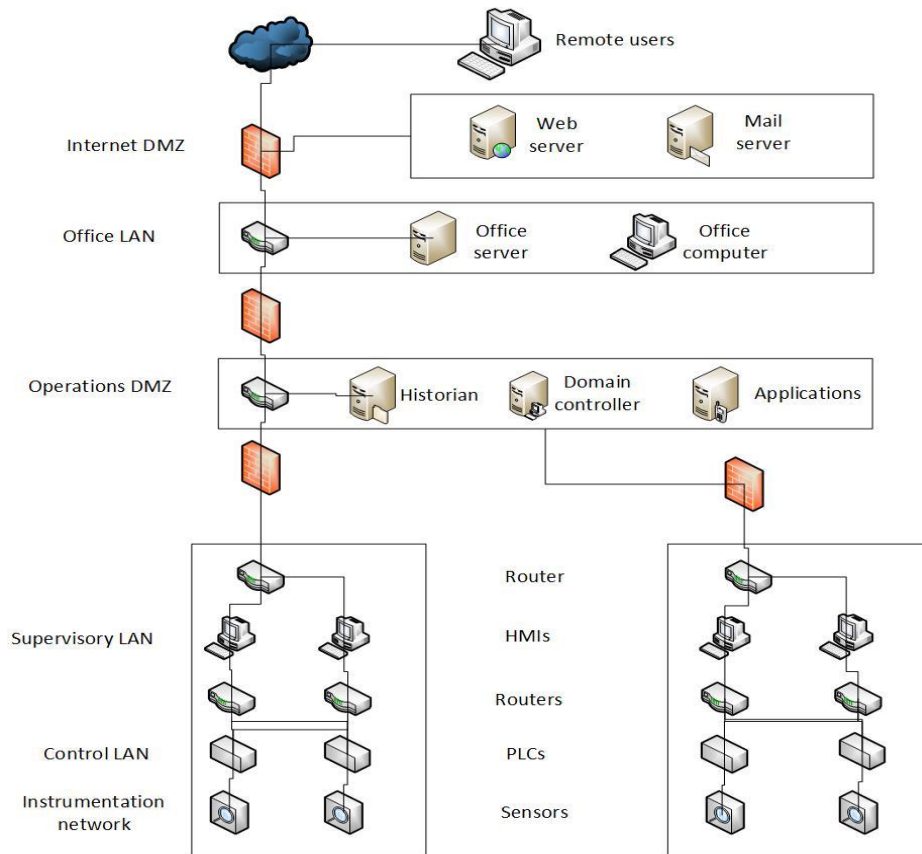 Remote users
Internet DMZ
Web
server
Mail
server
Office LAN
Office
server
Office
computer
Operations DMZ
Historian
Domain
controller
Applications
Router
Supervisory LAN
HMIs
Routers
Control LAN
PLCs
Instrumentation
network
Sensors